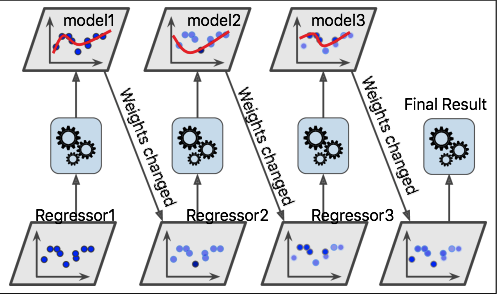 model1
model2
model3
Weights changed
Weights changed
Weights changed
Final Result
Regressor1
Regressor2
Regressor3